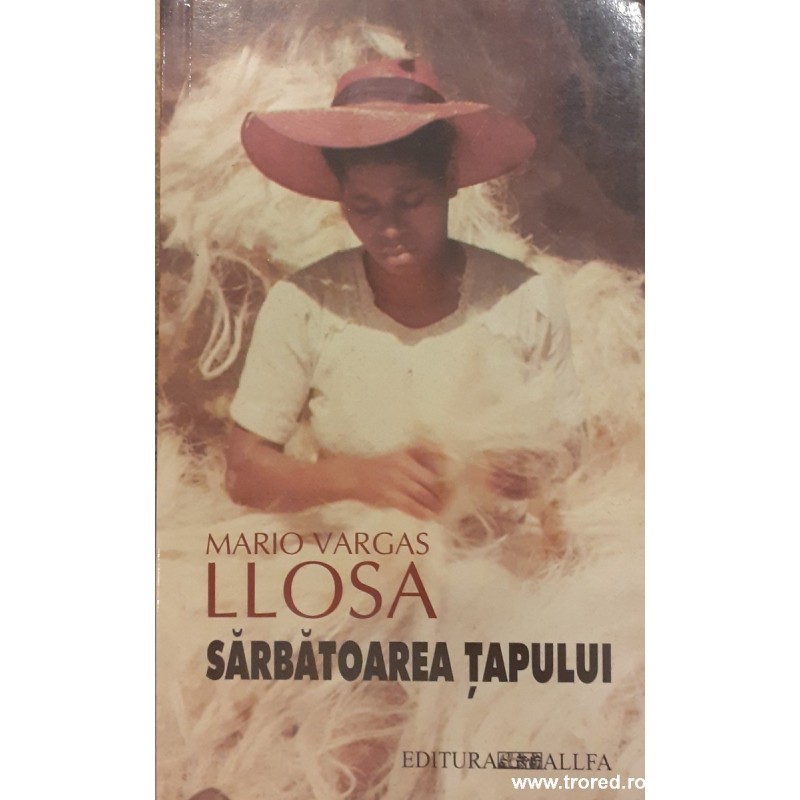 MARIO VARGAS
LLOSA
SĂRBĂTOAREA ȚAPULUI
EDITURA ALLFA
www.trored.ro